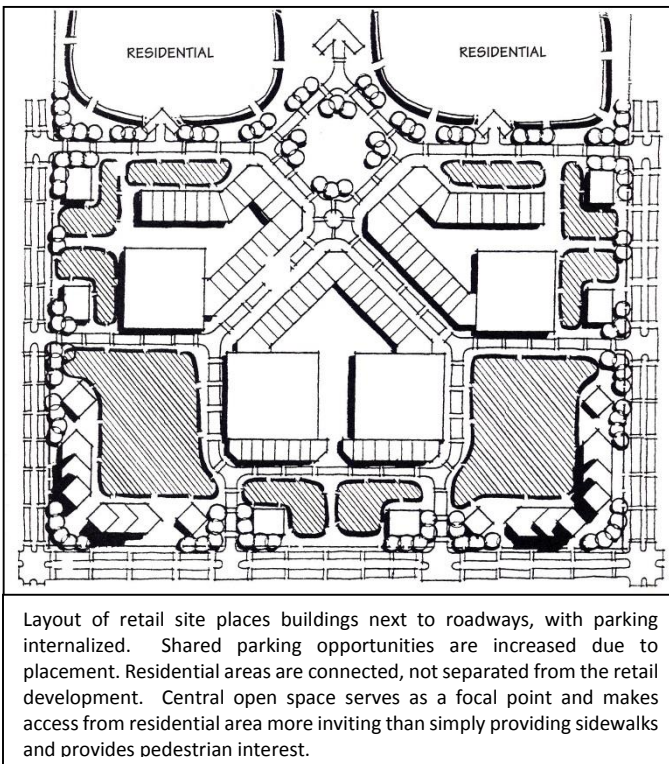 RESIDENTIAL
RESIDENTIAL
Layout of retail site places buildings next to roadways, with parking
internalized. Shared parking opportunities are increased due to
placement. Residential areas are connected, not separated from the retail
development. Central open space serves as a focal point and makes
access from residential area more inviting than simply providing sidewalks
and provides pedestrian interest.